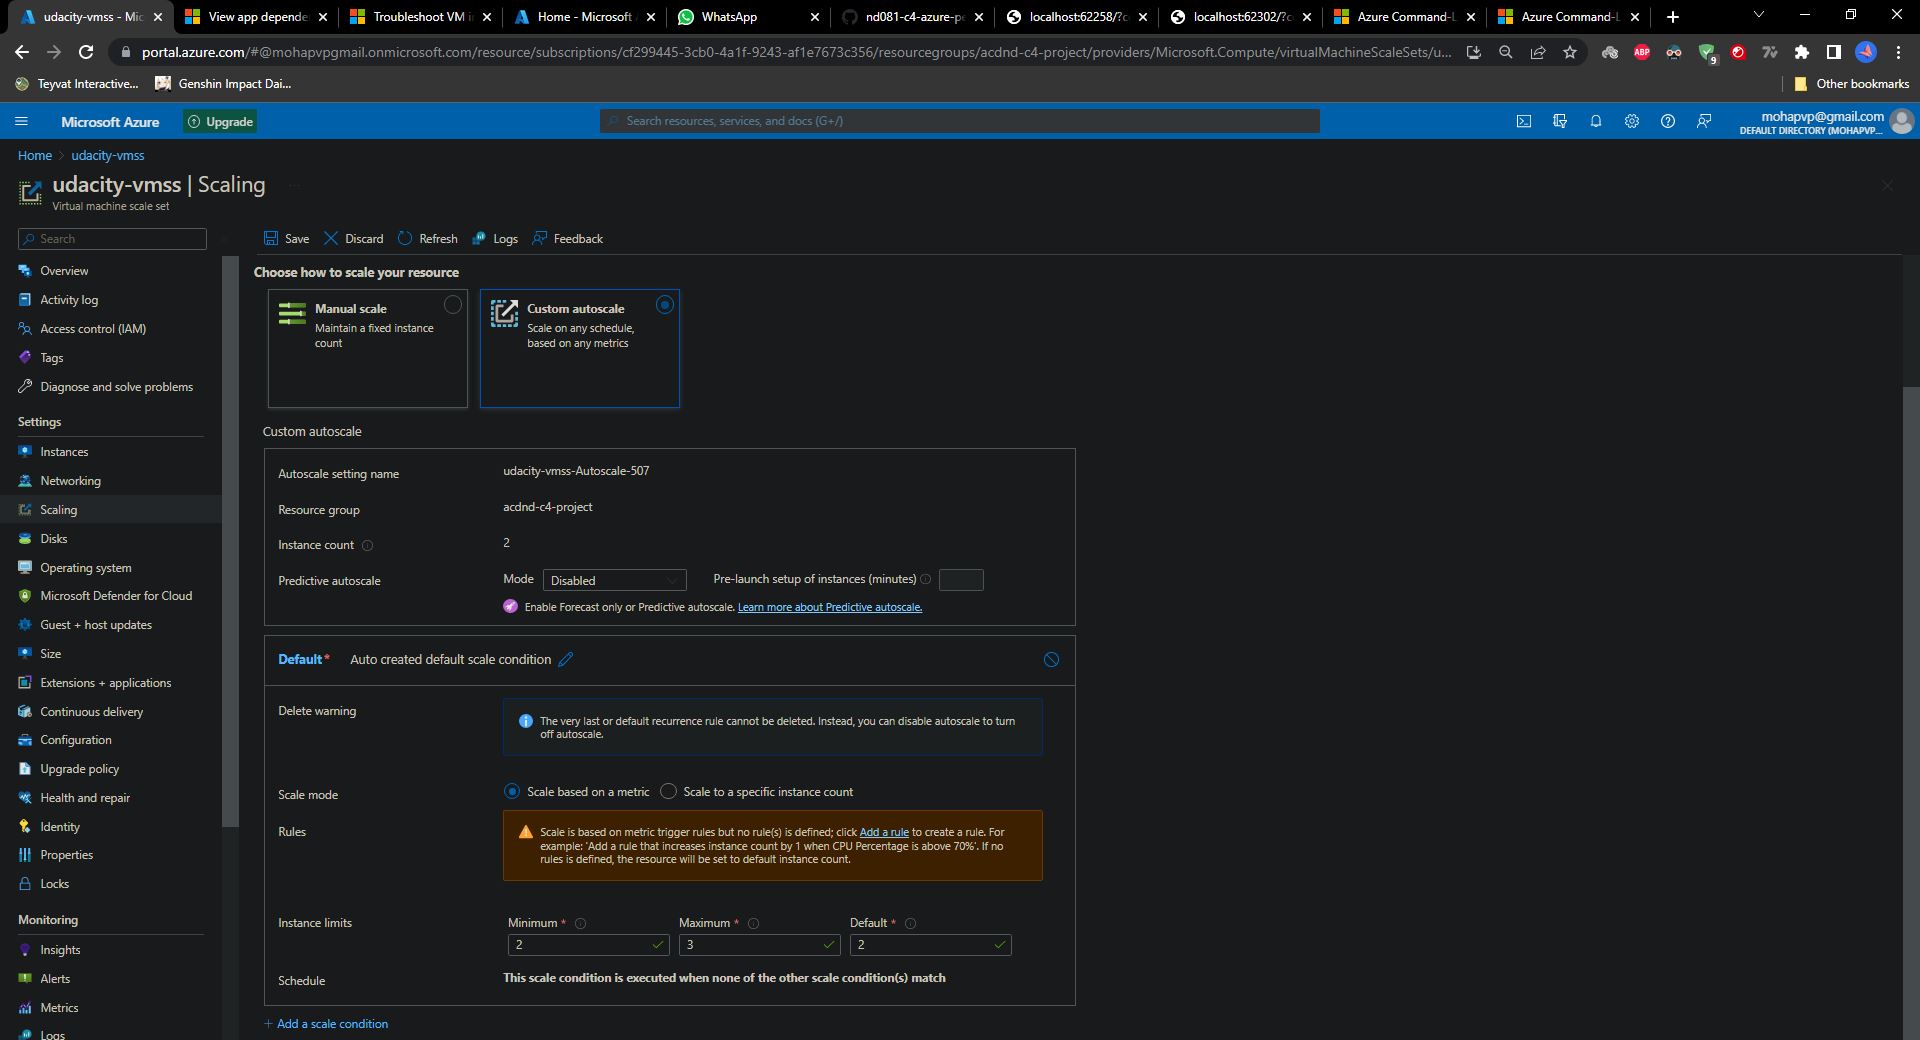 udacity-vmss - Mic
View app depende
Troubleshoot VM i
Home - Microsoft
WhatsApp
nd081-c4-azure-pe
localhost:62258/?c
localhost:62302/?c
Azure Command-L
Azure Command-L
portal.azure.com/#@mohapvpgmail.onmicrosoft.com/resource/subscriptions/cf299445-3cb0-4a1f-9243-af1e7673c356/resourcegroups/acdnd-c4-project/providers/Microsoft.Compute/virtualMachineScaleSets/u...
ABP
9
Teyvat Interactive...
Genshin Impact Dai...
Other bookmarks
Microsoft Azure
Upgrade
Search resources, services, and docs (G+/)
mohapvp@gmail.com
DEFAULT DIRECTORY (MOHAPVP...
Home > udacity-vmss
udacity-vmss | Scaling
Virtual machine scale set
Search
Save
Discard
Refresh
Logs
Feedback
Overview
Activity log
Access control (IAM)
Tags
Diagnose and solve problems
Settings
Instances
Networking
Scaling
Disks
Operating system
Microsoft Defender for Cloud
Guest + host updates
Size
Extensions + applications
Continuous delivery
Configuration
Upgrade policy
Health and repair
Identity
Properties
Locks
Monitoring
Insights
Alerts
Metrics
Logs
Choose how to scale your resource
Manual scale
Maintain a fixed instance
count
Custom autoscale
Scale on any schedule,
based on any metrics
Custom autoscale
Autoscale setting name
udacity-vmss-Autoscale-507
Resource group
acdnd-c4-project
Instance count
2
Predictive autoscale
Mode
Disabled
Pre-launch setup of instances (minutes)
Enable Forecast only or Predictive autoscale. Learn more about Predictive autoscale.
Default*
Auto created default scale condition
Delete warning
The very last or default recurrence rule cannot be deleted. Instead, you can disable autoscale to turn
off autoscale.
Scale mode
Scale based on a metric
Scale to a specific instance count
Rules
Scale is based on metric trigger rules but no rule(s) is defined; click Add a rule to create a rule. For
example: 'Add a rule that increases instance count by 1 when CPU Percentage is above 70%'. If no
rules is defined, the resource will be set to default instance count.
Instance limits
Minimum *
Maximum *
Default *
2
3
2
Schedule
This scale condition is executed when none of the other scale condition(s) match
+ Add a scale condition